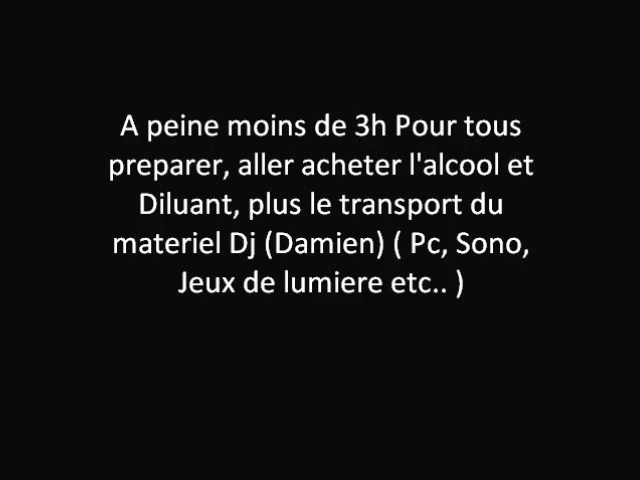 A peine moins de 3h Pour tous
preparer, aller acheter l'alcool et
Diluant, plus le transport du
materiel Dj (Damien) ( Pc, Sono,
Jeux de lumiere etc.. )